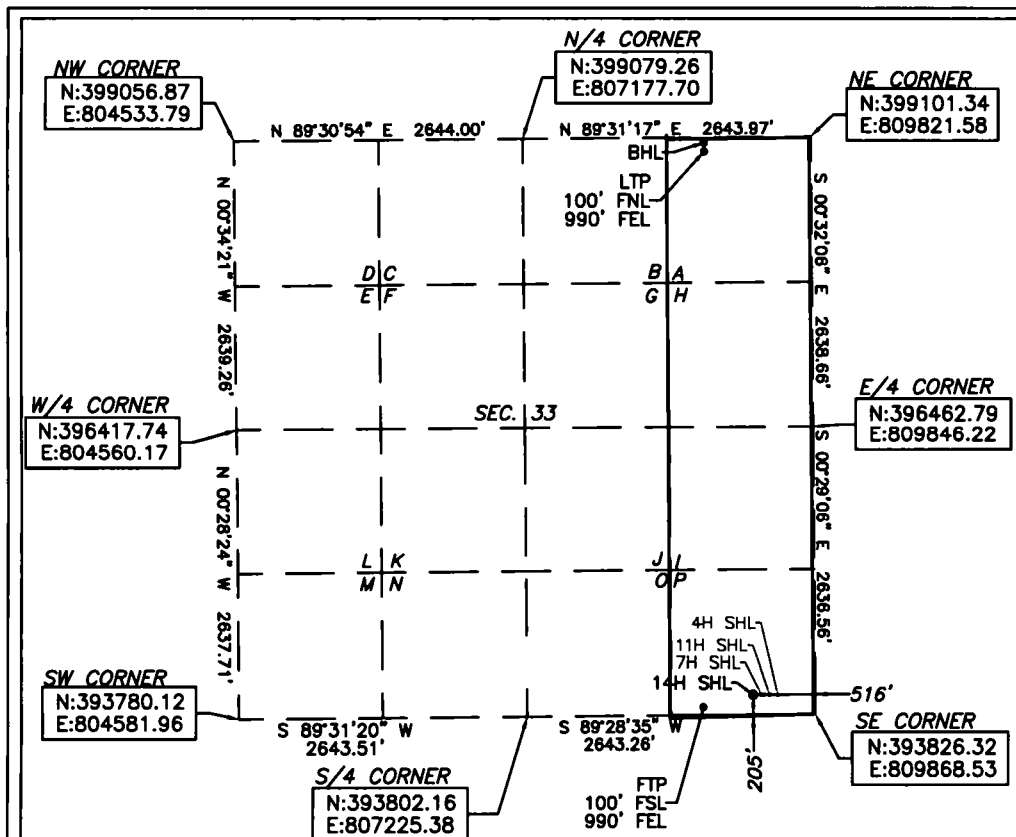 N/4 CORNER
N:399079.26
E:807177.70
NW CORNER
N:399056.87
E:804533.79
NE CORNER
N:399101.34
E:809821.58
N 89°30'54" E 2644.00'
N 89°31'17" E 2643.97'
BHL
LTP
100' FNL
990' FEL
N 00°34'21" W 2639.26'
S 00°32'06" E 2638.66'
D C
E F
B A
G H
W/4 CORNER
N:396417.74
E:804560.17
SEC. 33
E/4 CORNER
N:396462.79
E:809846.22
N 00°28'24" W 2637.71'
S 00°29'06" E 2636.56'
L K
M N
J I
O P
4H SHL
11H SHL
7H SHL
14H SHL
516'
205'
SW CORNER
N:393780.12
E:804581.96
SE CORNER
N:393826.32
E:809868.53
S 89°31'20" W
2643.51'
S 89°28'35" W
2643.26'
S/4 CORNER
N:393802.16
E:807225.38
FTP
100' FSL
990' FEL